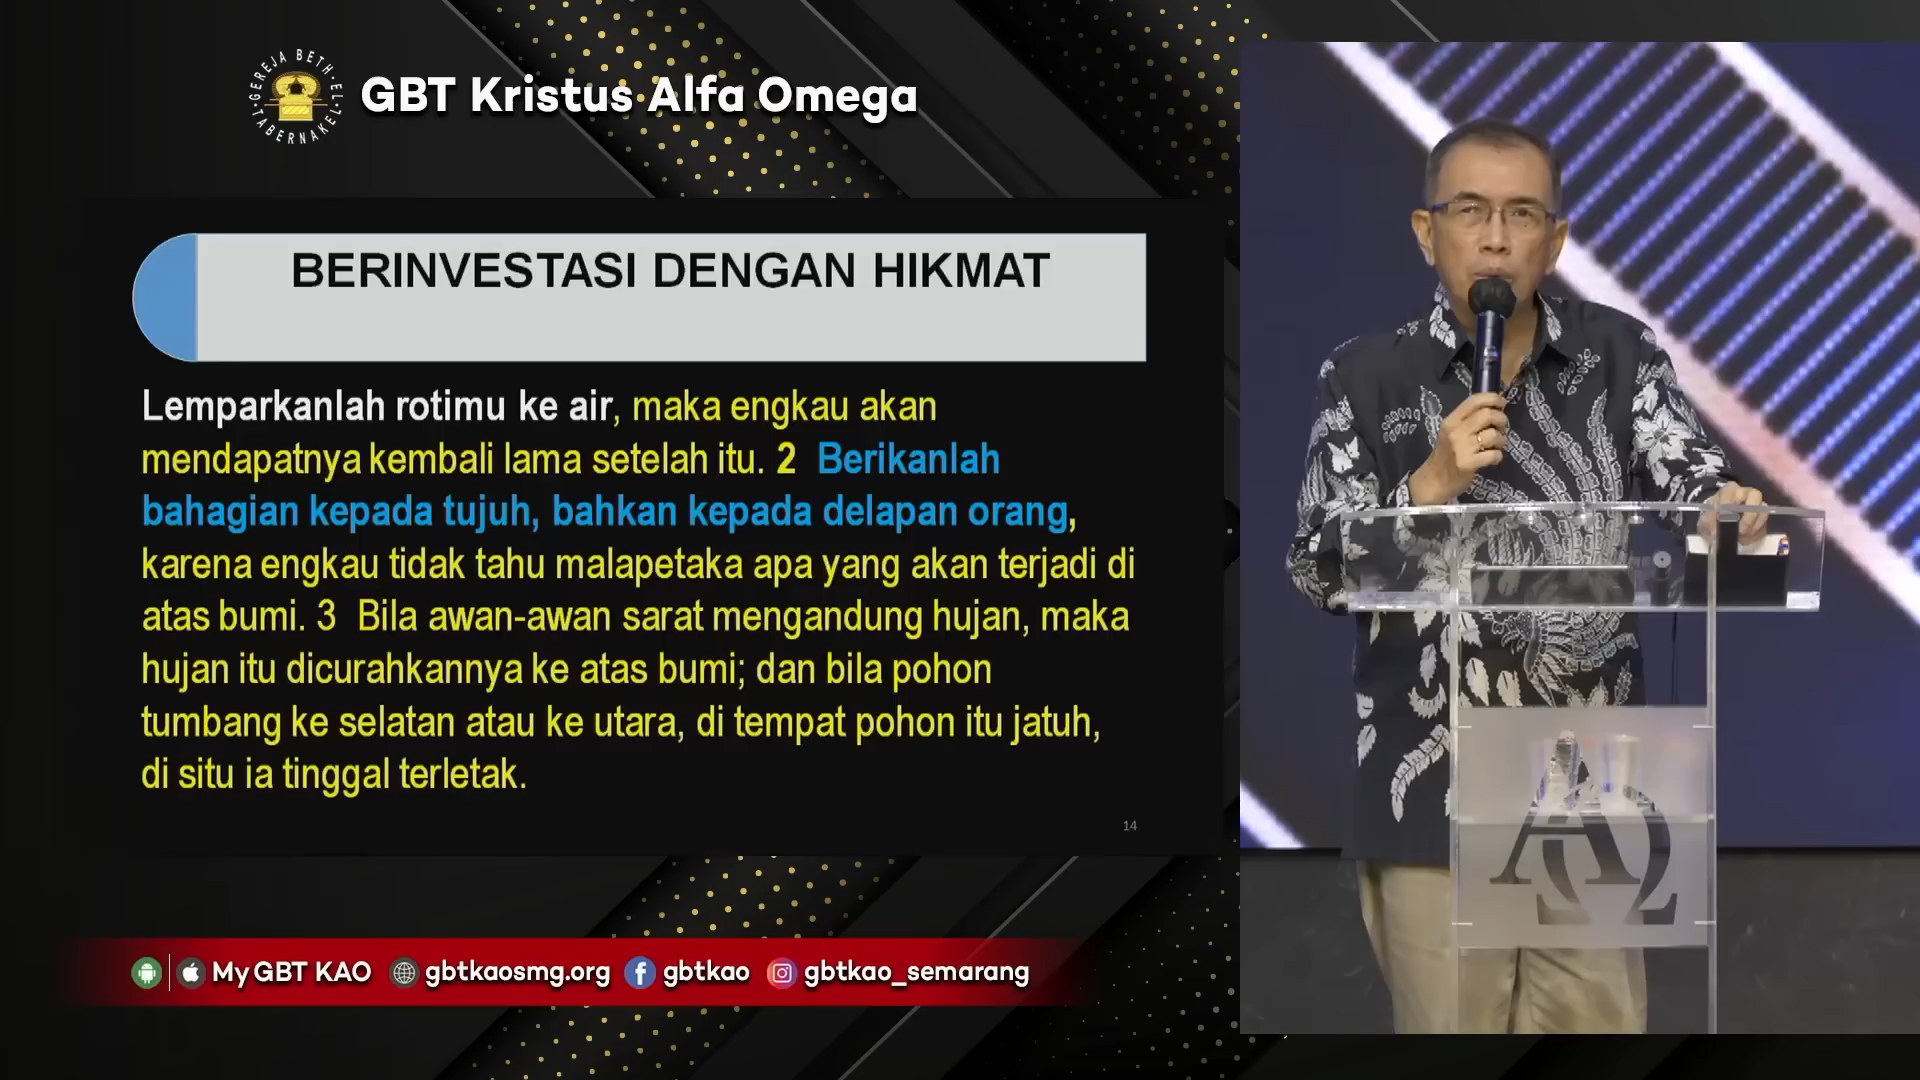 GEREJA BETH-EL TABERNAKEL
GBT Kristus Alfa Omega
BERINVESTASI DENGAN HIKMAT
Lemparkanlah rotimu ke air, maka engkau akan
mendapatnya kembali lama setelah itu. 2 Berikanlah
bahagian kepada tujuh, bahkan kepada delapan orang,
karena engkau tidak tahu malapetaka apa yang akan terjadi di
atas bumi. 3 Bila awan-awan sarat mengandung hujan, maka
hujan itu dicurahkannya ke atas bumi; dan bila pohon
tumbang ke selatan atau ke utara, di tempat pohon itu jatuh,
di situ ia tinggal terletak.
14
My GBT KAO gbtkaosmg.org gbtkao gbtkao_semarang
ΑΩ